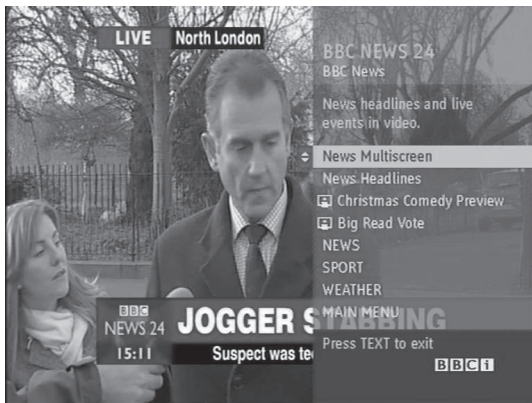 LIVE North London
BBC NEWS 24
BBC News
News headlines and live
events in video.
News Multiscreen
News Headlines
Christmas Comedy Preview
Big Read Vote
NEWS
SPORT
WEATHER
MAIN MENU
Press TEXT to exit
BBCi
BBC
NEWS 24
15:11
JOGGER STABBING
Suspect was